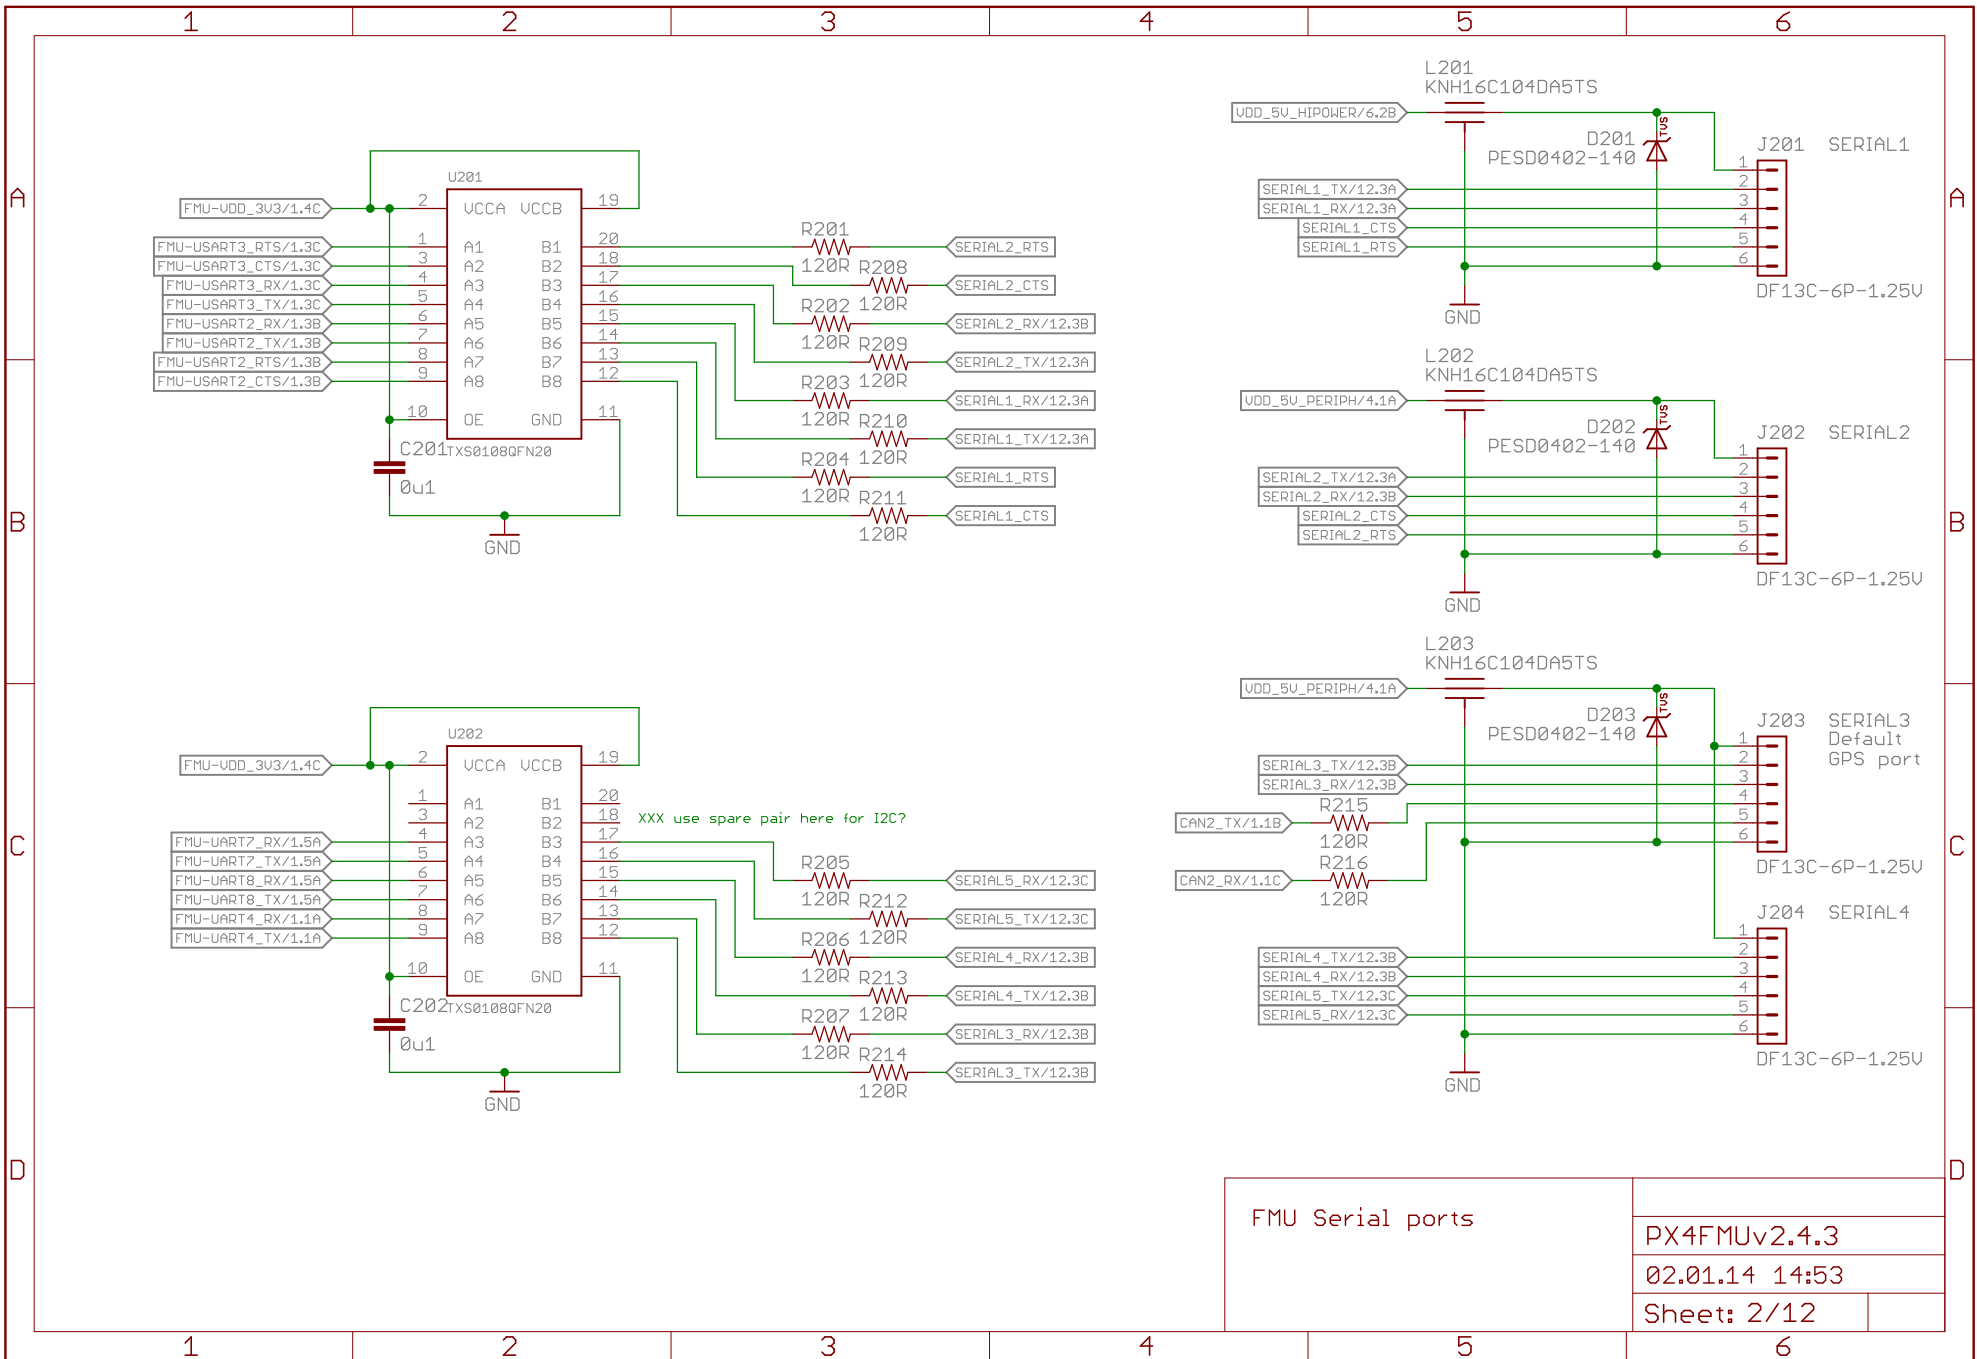 1 2 3 4 5 6
A
B
C
D
A
B
C
D
U201
FMU-VDD_3V3/1.4C
2 VCCA VCCB 19
FMU-USART3_RTS/1.3C 1 A1 B1 20
FMU-USART3_CTS/1.3C 3 A2 B2 18
FMU-USART3_RX/1.3C 4 A3 B3 17
FMU-USART3_TX/1.3C 5 A4 B4 16
FMU-USART2_RX/1.3B 6 A5 B5 15
FMU-USART2_TX/1.3B 7 A6 B6 14
FMU-USART2_RTS/1.3B 8 A7 B7 13
FMU-USART2_CTS/1.3B 9 A8 B8 12
10 OE GND 11
C201
TXS0108QFN20
0u1
GND
R201
120R
SERIAL2_RTS
R208
120R
SERIAL2_CTS
R202
120R
SERIAL2_RX/12.3B
R209
120R
SERIAL2_TX/12.3A
R203
120R
SERIAL1_RX/12.3A
R210
120R
SERIAL1_TX/12.3A
R204
120R
SERIAL1_RTS
R211
120R
SERIAL1_CTS
U202
FMU-VDD_3V3/1.4C
2 VCCA VCCB 19
1 A1 B1 20
3 A2 B2 18
XXX use spare pair here for I2C?
FMU-UART7_RX/1.5A 4 A3 B3 17
FMU-UART7_TX/1.5A 5 A4 B4 16
FMU-UART8_RX/1.5A 6 A5 B5 15
FMU-UART8_TX/1.5A 7 A6 B6 14
FMU-UART4_RX/1.1A 8 A7 B7 13
FMU-UART4_TX/1.1A 9 A8 B8 12
10 OE GND 11
C202
TXS0108QFN20
0u1
GND
R205
120R
SERIAL5_RX/12.3C
R212
120R
SERIAL5_TX/12.3C
R206
120R
SERIAL4_RX/12.3B
R213
120R
SERIAL4_TX/12.3B
R207
120R
SERIAL3_RX/12.3B
R214
120R
SERIAL3_TX/12.3B
L201
KNH16C104DA5TS
VDD_5V_HIPOWER/6.2B
TVS
D201
PESD0402-140
J201 SERIAL1
1
SERIAL1_TX/12.3A 2
SERIAL1_RX/12.3A 3
SERIAL1_CTS 4
SERIAL1_RTS 5
6
DF13C-6P-1.25V
GND
L202
KNH16C104DA5TS
VDD_5V_PERIPH/4.1A
TVS
D202
PESD0402-140
J202 SERIAL2
1
SERIAL2_TX/12.3A 2
SERIAL2_RX/12.3B 3
SERIAL2_CTS 4
SERIAL2_RTS 5
6
DF13C-6P-1.25V
GND
L203
KNH16C104DA5TS
VDD_5V_PERIPH/4.1A
TVS
D203
PESD0402-140
J203 SERIAL3
Default
GPS port
1
SERIAL3_TX/12.3B 2
SERIAL3_RX/12.3B 3
4
5
6
R215
CAN2_TX/1.1B
120R
R216
CAN2_RX/1.1C
120R
DF13C-6P-1.25V
J204 SERIAL4
1
SERIAL4_TX/12.3B 2
SERIAL4_RX/12.3B 3
SERIAL5_TX/12.3C 4
SERIAL5_RX/12.3C 5
6
DF13C-6P-1.25V
GND
FMU Serial ports
PX4FMUv2.4.3
02.01.14 14:53
Sheet: 2/12
1 2 3 4 5 6